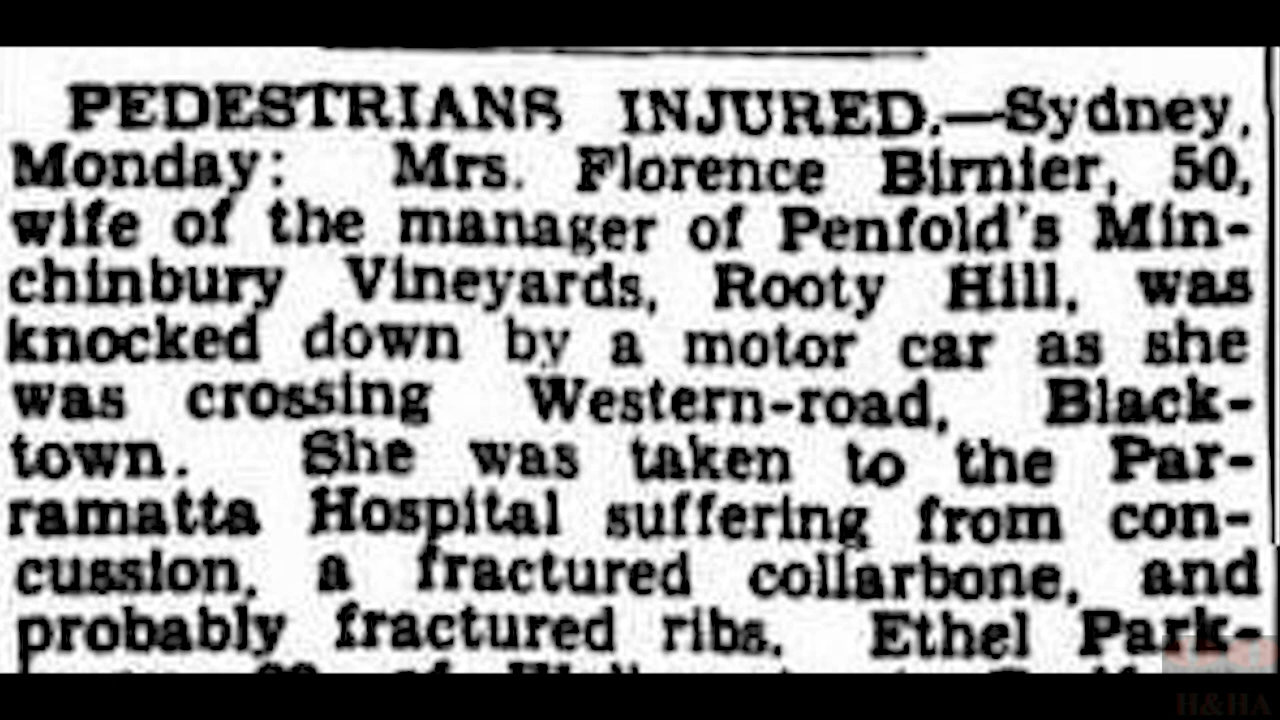 PEDESTRIANS INJURED.—Sydney,
Monday: Mrs. Florence Birnier, 50,
wife of the manager of Penfold's Min-
chinbury Vineyards, Rooty Hill, was
knocked down by a motor car as she
was crossing Western-road, Black-
town. She was taken to the Par-
ramatta Hospital suffering from con-
cussion, a fractured collarbone, and
probably fractured ribs. Ethel Park-
H&HA